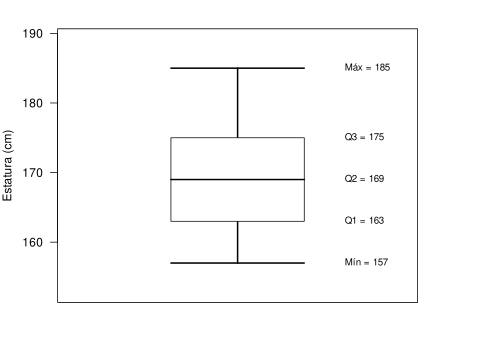 190
180
170
160
Estatura (cm)
Máx = 185
Q3 = 175
Q2 = 169
Q1 = 163
Mín = 157